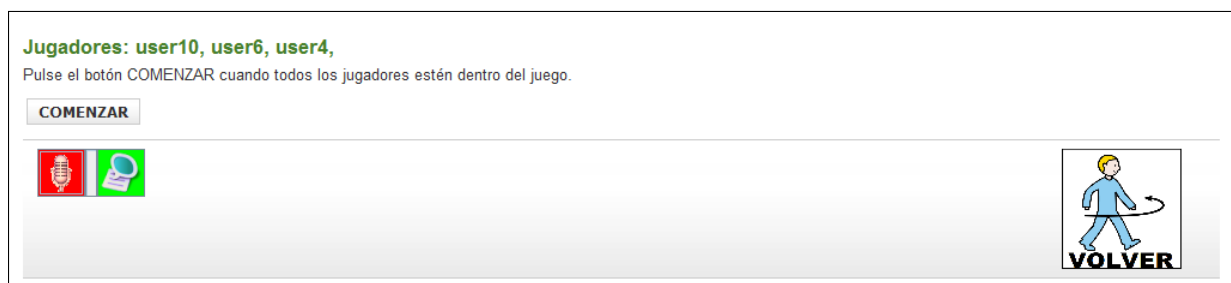 Jugadores: user10, user6, user4,
Pulse el botón COMENZAR cuando todos los jugadores estén dentro del juego.
COMENZAR
VOLVER